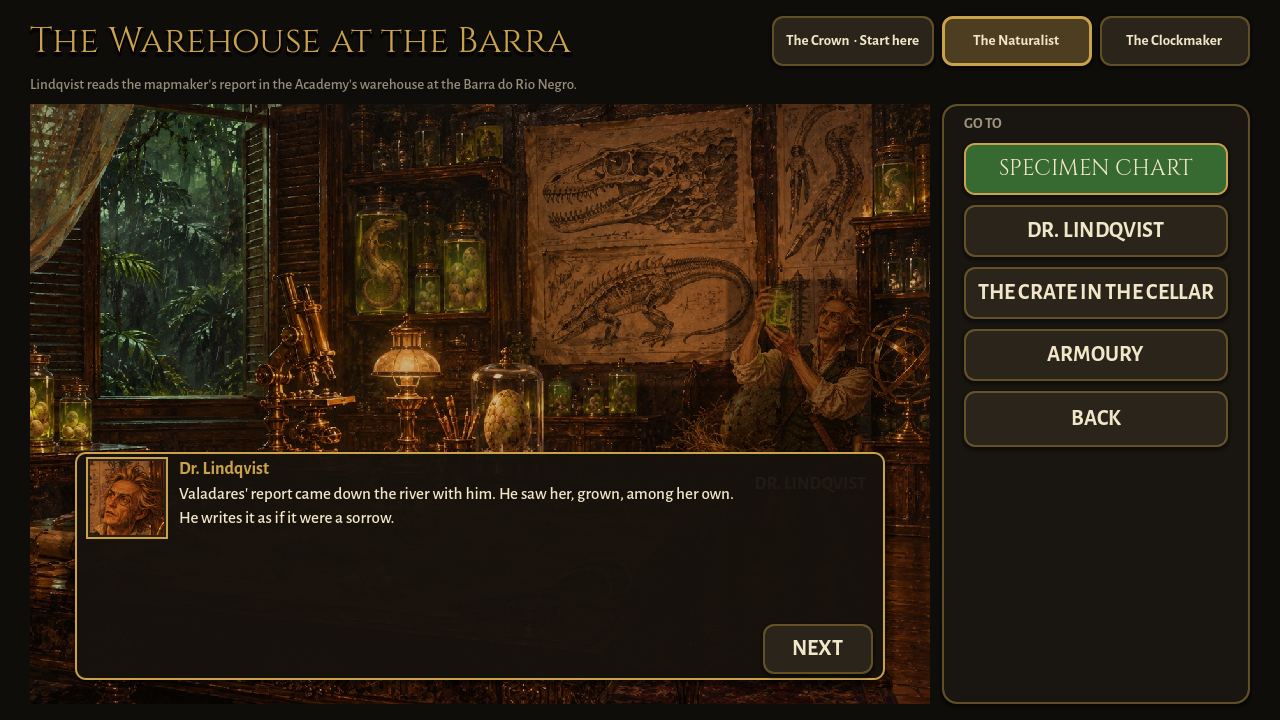 The Warehouse at the Barra
The Crown · Start here
The Naturalist
The Clockmaker
Lindqvist reads the mapmaker's report in the Academy's warehouse at the Barra do Rio Negro.
GO TO
SPECIMEN CHART
DR. LINDQVIST
THE CRATE IN THE CELLAR
ARMOURY
BACK
Dr. Lindqvist
DR. LINDQVIST
Valadares' report came down the river with him. He saw her, grown, among her own.
He writes it as if it were a sorrow.
NEXT